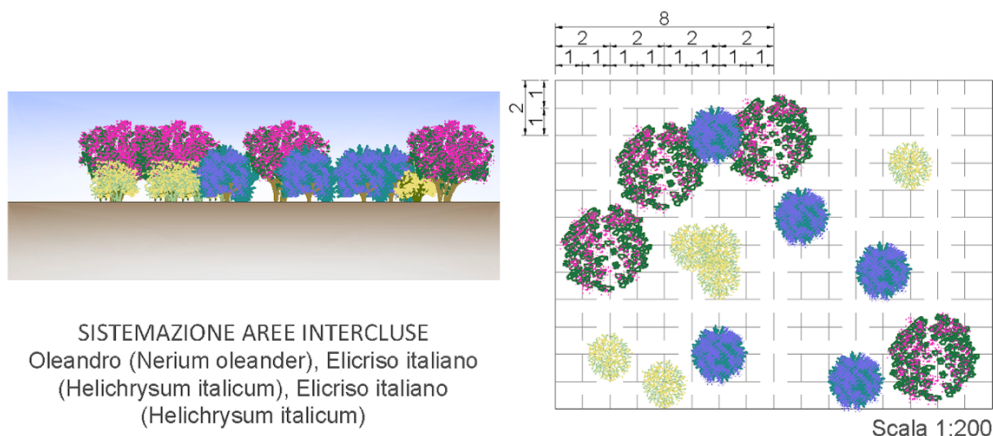 8
2 2 2 2
1 1 1 1 1 1 1 1
2 1 1
SISTEMAZIONE AREE INTERCLUSE
Oleandro (Nerium oleander), Elicriso italiano
(Helichrysum italicum), Elicriso italiano
(Helichrysum italicum)
Scala 1:200